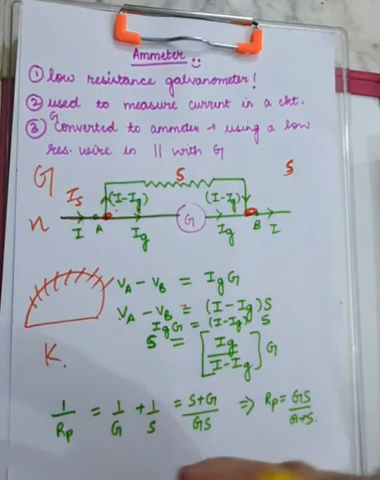 Ammeter
① low resistance galvanometer!
② used to measure current in a ckt.
③ G converted to ammeter → using a low
res. wire in || with G
G S S
Is (I-Ig) (I-Ig)
n I A Ig G Ig B I
VA - VB = Ig G
VA - VB = (I-Ig)S
Ig G = (I-Ig) S
S = [Ig / I-Ig] G
K.
1/Rp = 1/G + 1/S = S+G/GS ⇒ Rp = GS/G+S.